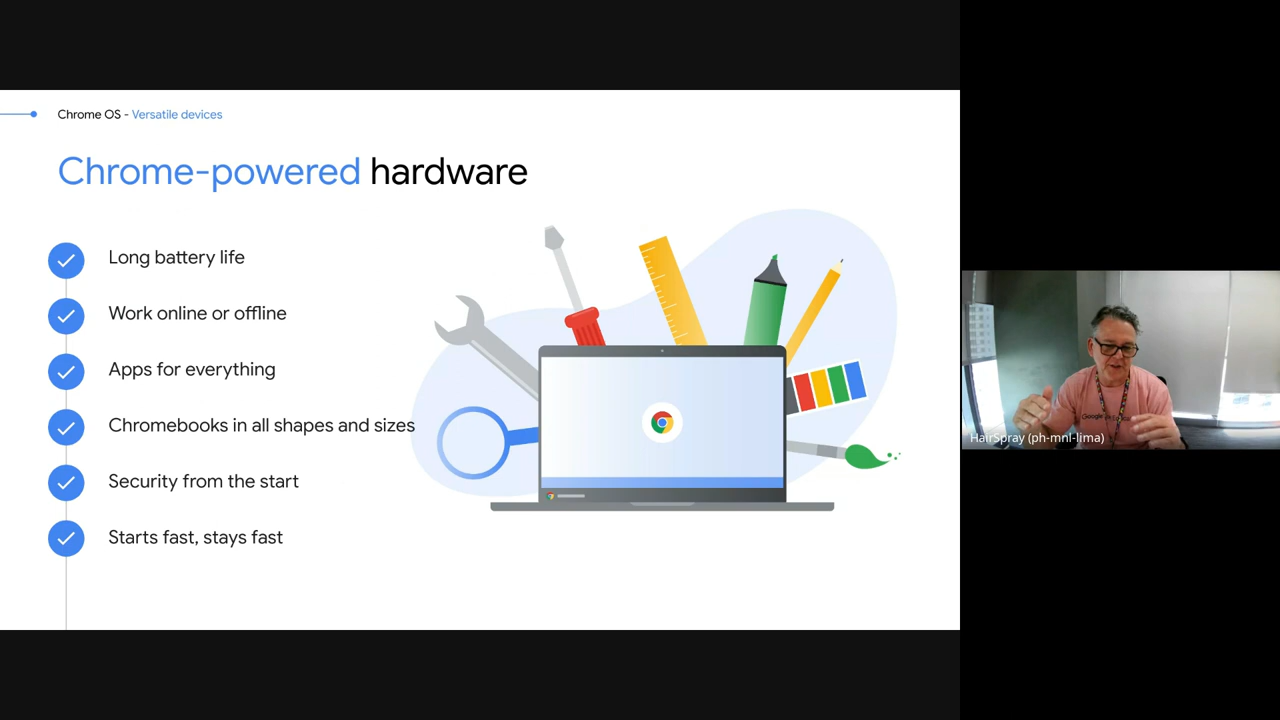 Chrome OS - Versatile devices
Chrome-powered hardware
Long battery life
Work online or offline
Apps for everything
Chromebooks in all shapes and sizes
Security from the start
Starts fast, stays fast
Google
HairSpray (ph-mnl-lima)